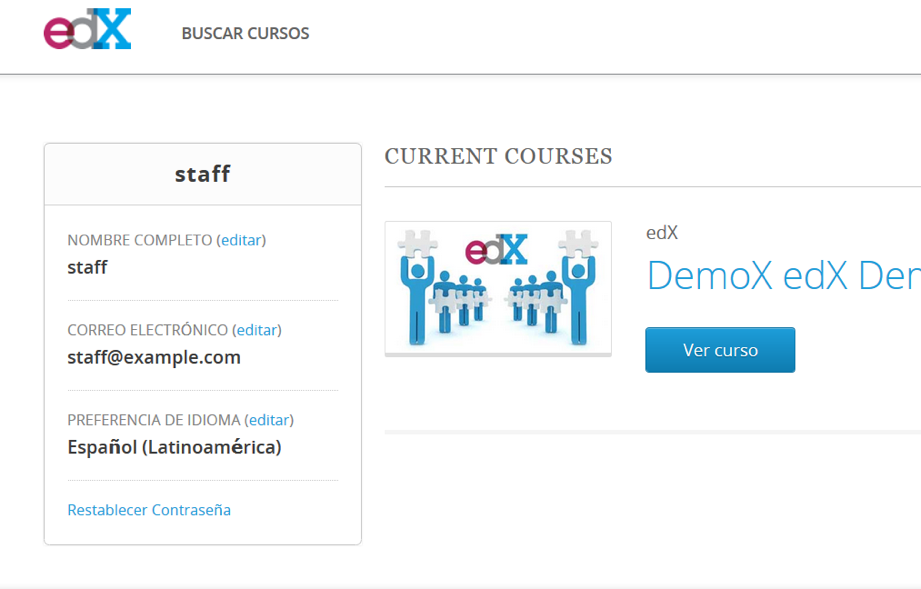 edX
BUSCAR CURSOS
staff
NOMBRE COMPLETO (editar)
staff
CORREO ELECTRÓNICO (editar)
staff@example.com
PREFERENCIA DE IDIOMA (editar)
Español (Latinoamérica)
Restablecer Contraseña
CURRENT COURSES
edX
edX
DemoX edX Den
Ver curso